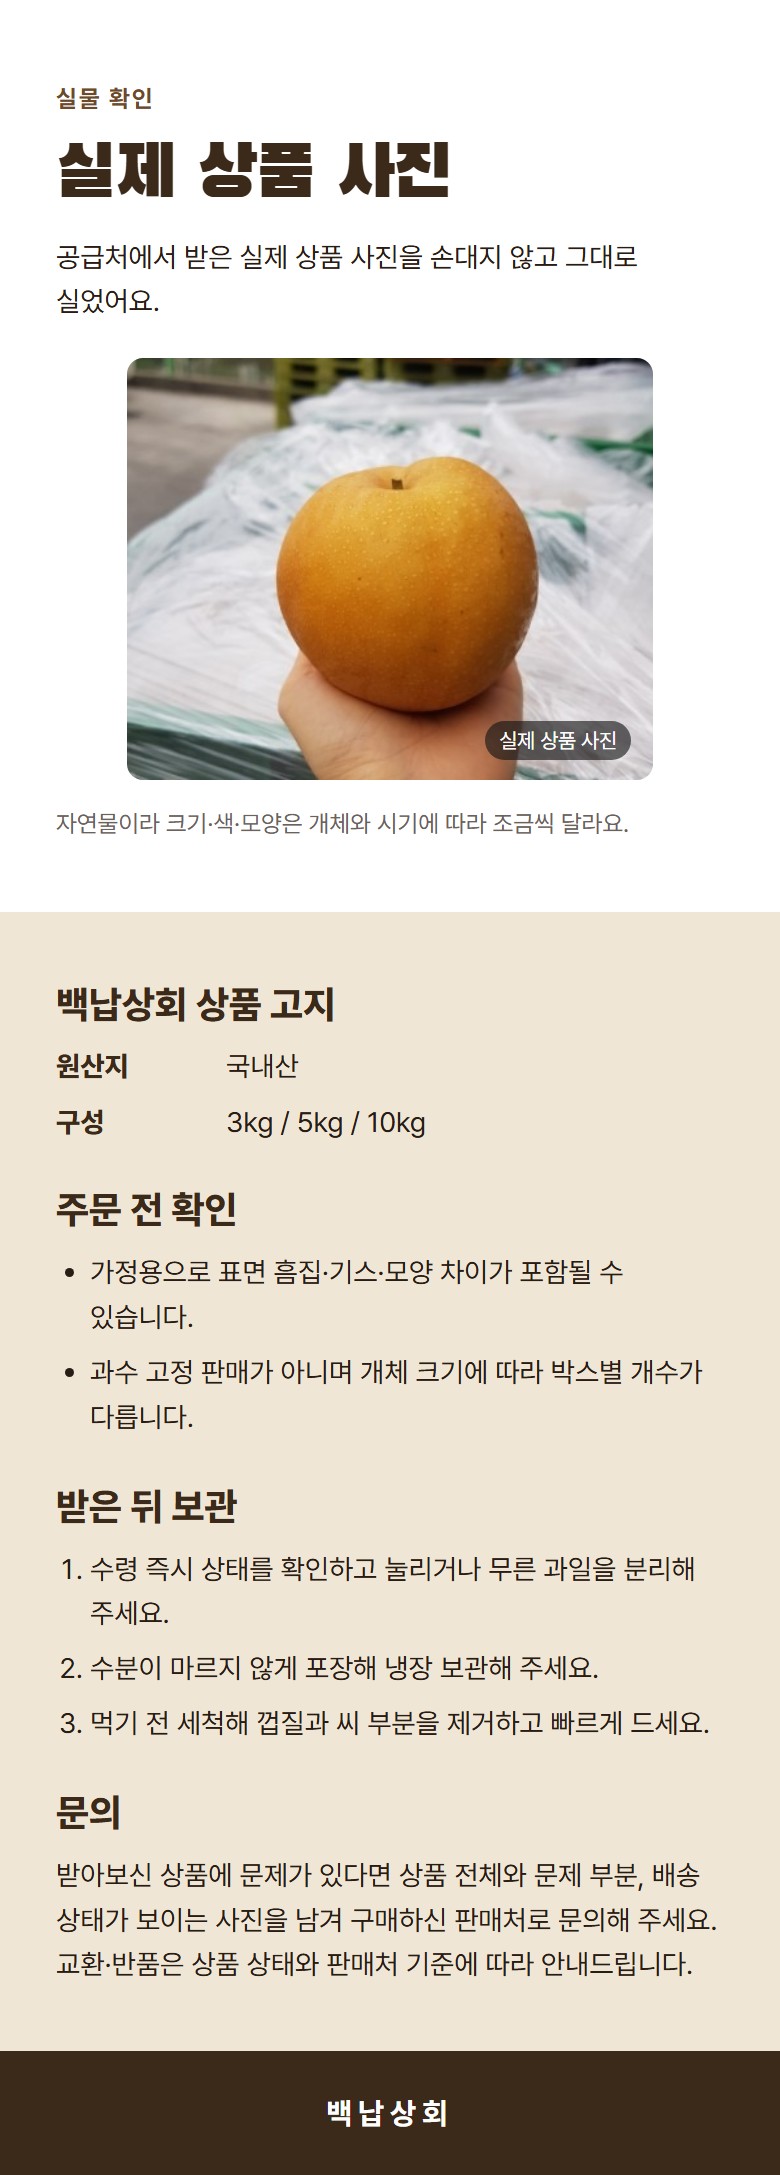 실물 확인
실제 상품 사진
공급처에서 받은 실제 상품 사진을 손대지 않고 그대로
실었어요.
실제 상품 사진
자연물이라 크기·색·모양은 개체와 시기에 따라 조금씩 달라요.
백납상회 상품 고지
원산지 국내산
구성 3kg / 5kg / 10kg
주문 전 확인
• 가정용으로 표면 흠집·기스·모양 차이가 포함될 수
있습니다.
• 과수 고정 판매가 아니며 개체 크기에 따라 박스별 개수가
다릅니다.
받은 뒤 보관
1. 수령 즉시 상태를 확인하고 눌리거나 무른 과일을 분리해
주세요.
2. 수분이 마르지 않게 포장해 냉장 보관해 주세요.
3. 먹기 전 세척해 껍질과 씨 부분을 제거하고 빠르게 드세요.
문의
받아보신 상품에 문제가 있다면 상품 전체와 문제 부분, 배송
상태가 보이는 사진을 남겨 구매하신 판매처로 문의해 주세요.
교환·반품은 상품 상태와 판매처 기준에 따라 안내드립니다.
백납상회